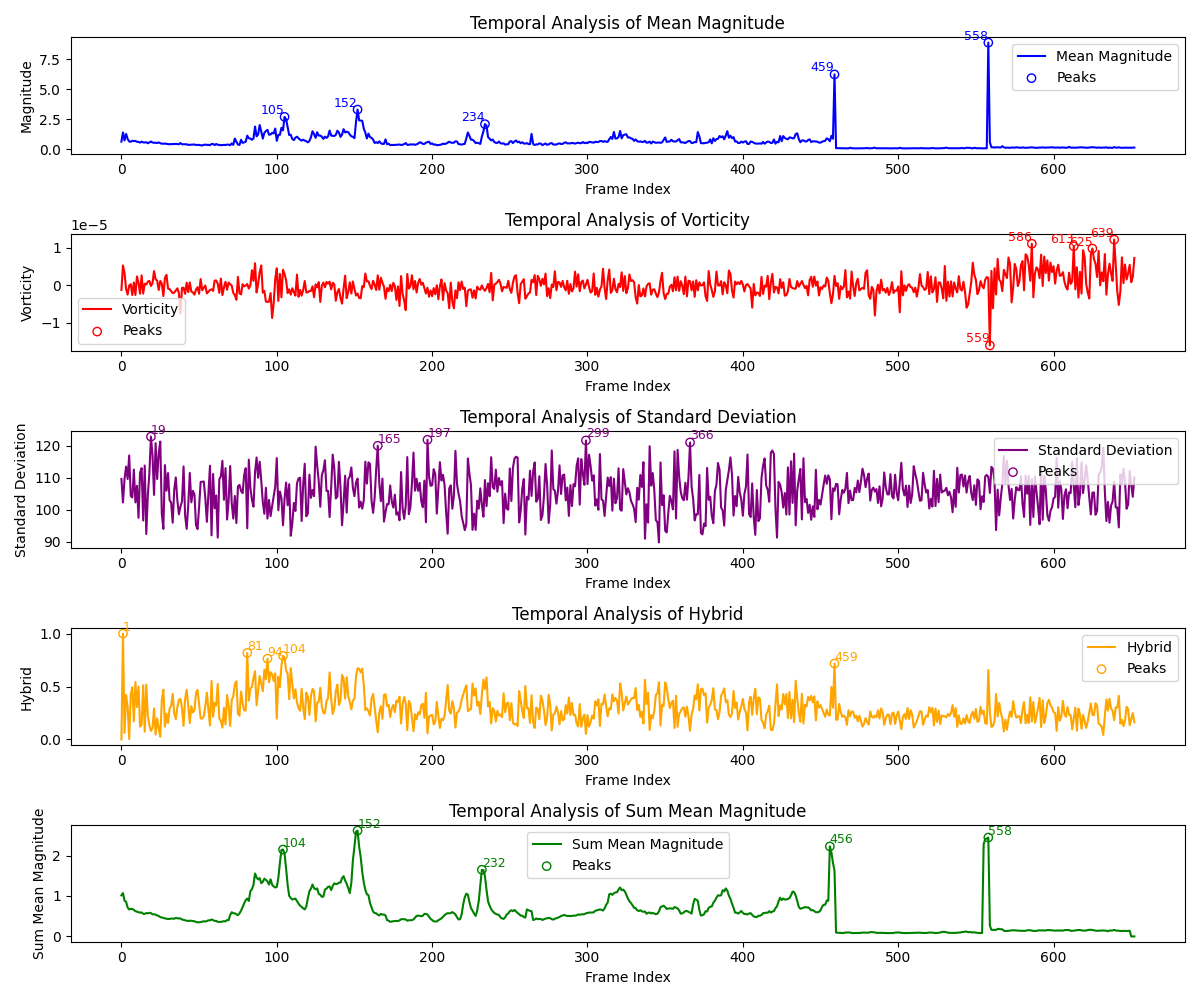 Temporal Analysis of Mean Magnitude
Magnitude
7.5
5.0
2.5
0.0
105
152
234
459
558
Mean Magnitude
Peaks
0 100 200 300 400 500 600
Frame Index
Temporal Analysis of Vorticity
1e−5
Vorticity
1
0
−1
586
613
625
639
559
Vorticity
Peaks
0 100 200 300 400 500 600
Frame Index
Temporal Analysis of Standard Deviation
Standard Deviation
120
110
100
90
19
165
197
299
366
Standard Deviation
Peaks
0 100 200 300 400 500 600
Frame Index
Temporal Analysis of Hybrid
Hybrid
1.0
0.5
0.0
1
81
94
104
459
Hybrid
Peaks
0 100 200 300 400 500 600
Frame Index
Temporal Analysis of Sum Mean Magnitude
Sum Mean Magnitude
2
1
0
104
152
232
456
558
Sum Mean Magnitude
Peaks
0 100 200 300 400 500 600
Frame Index